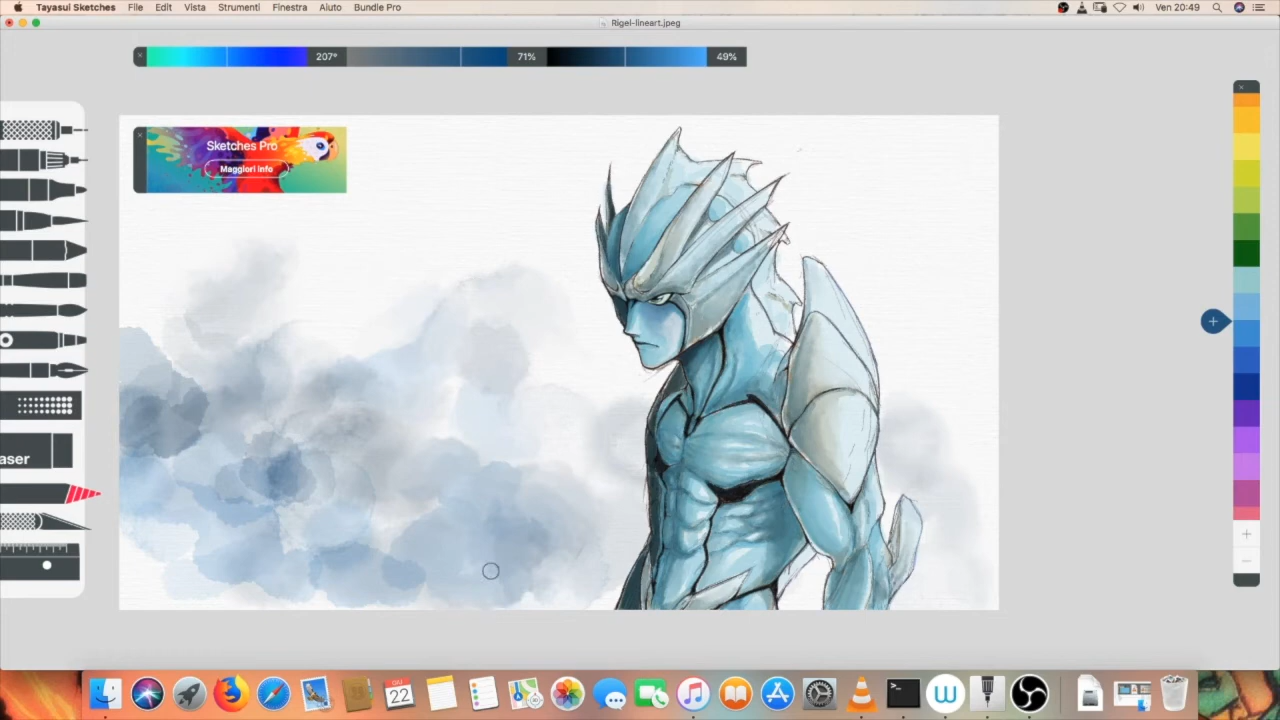 Tayasui Sketches File Edit Vista Strumenti Finestra Aiuto Bundle Pro Ven 20:49
Rigel-lineart.jpeg
207° 71% 49%
Sketches Pro
Maggiori info
aser
GIU
22